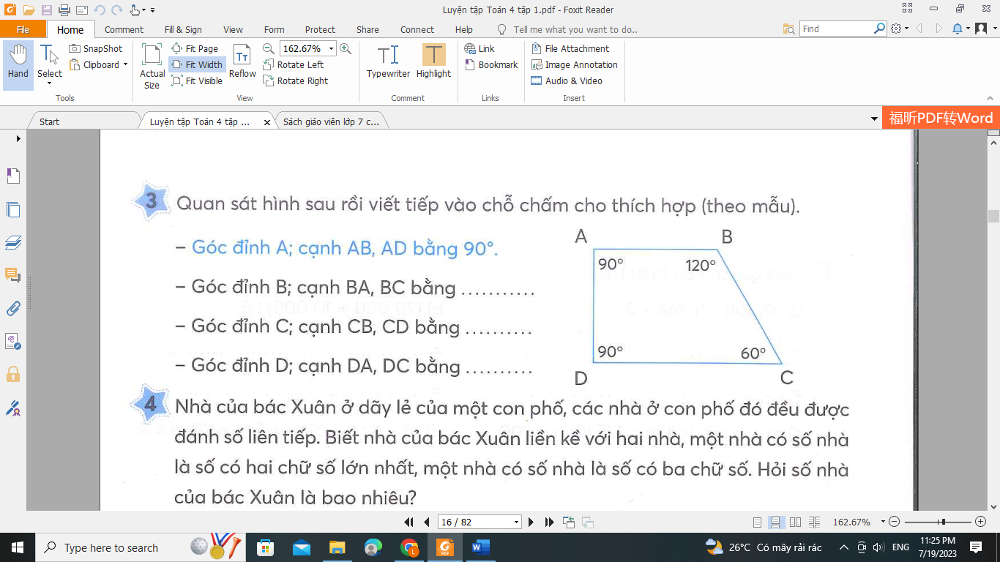 Luyện tập Toán 4 tập 1.pdf - Foxit Reader
File Home Comment Fill & Sign View Form Protect Share Connect Help Tell me what you want to do.. Find
Hand
Select
SnapShot
Clipboard
Tools
Actual Size
Fit Page
Fit Width
Fit Visible
Reflow
162.67%
Rotate Left
Rotate Right
View
Typewriter
Highlight
Comment
Link
Bookmark
Links
File Attachment
Image Annotation
Audio & Video
Insert
Start
Luyện tập Toán 4 tập ...
Sách giáo viên lớp 7 c...
福昕PDF转Word
3 Quan sát hình sau rồi viết tiếp vào chỗ chấm cho thích hợp (theo mẫu).
– Góc đỉnh A; cạnh AB, AD bằng 90°.
– Góc đỉnh B; cạnh BA, BC bằng ...........
– Góc đỉnh C; cạnh CB, CD bằng ..........
– Góc đỉnh D; cạnh DA, DC bằng ..........
A B
90° 120°
90° 60°
D C
4 Nhà của bác Xuân ở dãy lẻ của một con phố, các nhà ở con phố đó đều được
đánh số liên tiếp. Biết nhà của bác Xuân liền kề với hai nhà, một nhà có số nhà
là số có hai chữ số lớn nhất, một nhà có số nhà là số có ba chữ số. Hỏi số nhà
của bác Xuân là bao nhiêu?
16 / 82
162.67%
Type here to search
26°C Có mây rải rác
ENG
11:25 PM
7/19/2023